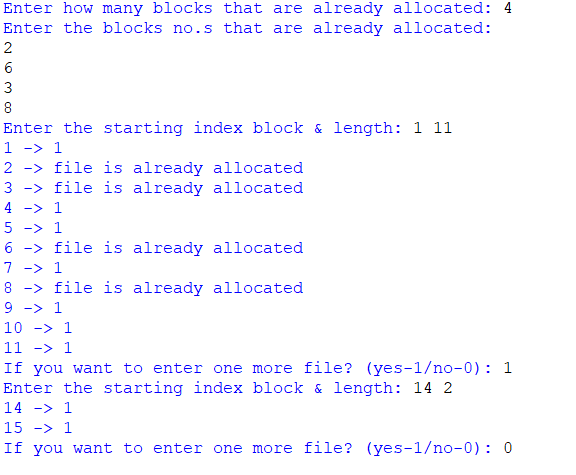 Enter how many blocks that are already allocated: 4
Enter the blocks no.s that are already allocated:
2
6
3
8
Enter the starting index block & length: 1 11
1 -> 1
2 -> file is already allocated
3 -> file is already allocated
4 -> 1
5 -> 1
6 -> file is already allocated
7 -> 1
8 -> file is already allocated
9 -> 1
10 -> 1
11 -> 1
If you want to enter one more file? (yes-1/no-0): 1
Enter the starting index block & length: 14 2
14 -> 1
15 -> 1
If you want to enter one more file? (yes-1/no-0): 0